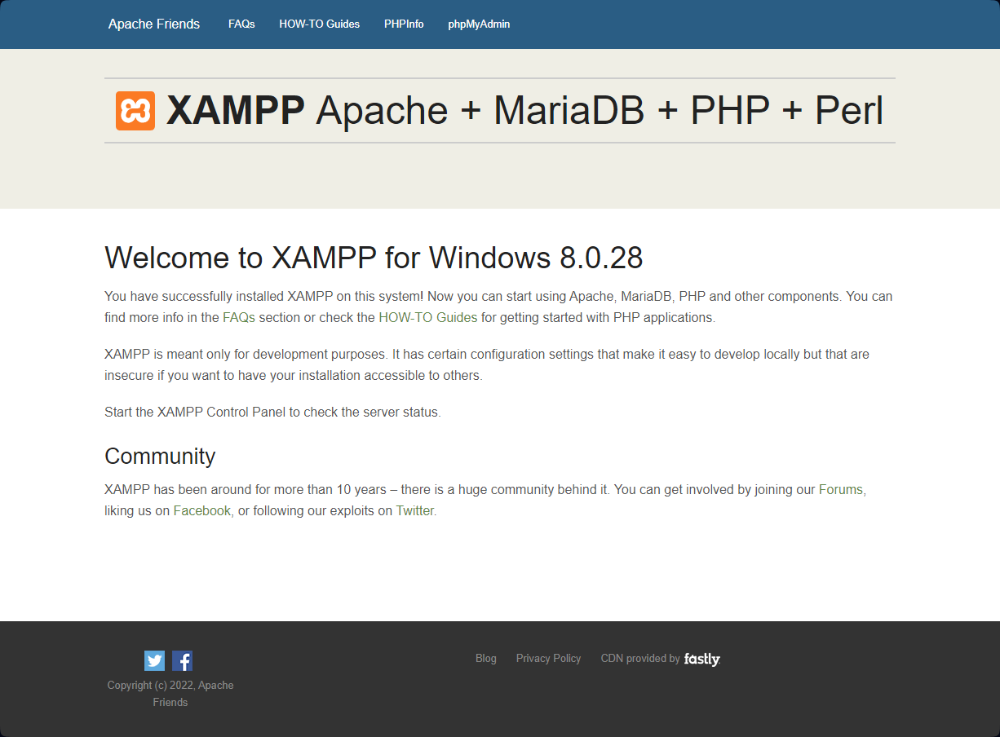 Apache Friends FAQs HOW-TO Guides PHPInfo phpMyAdmin
XAMPP Apache + MariaDB + PHP + Perl
Welcome to XAMPP for Windows 8.0.28
You have successfully installed XAMPP on this system! Now you can start using Apache, MariaDB, PHP and other components. You can
find more info in the FAQs section or check the HOW-TO Guides for getting started with PHP applications.
XAMPP is meant only for development purposes. It has certain configuration settings that make it easy to develop locally but that are
insecure if you want to have your installation accessible to others.
Start the XAMPP Control Panel to check the server status.
Community
XAMPP has been around for more than 10 years – there is a huge community behind it. You can get involved by joining our Forums,
liking us on Facebook, or following our exploits on Twitter.
Blog Privacy Policy CDN provided by fastly
Copyright (c) 2022, Apache
Friends